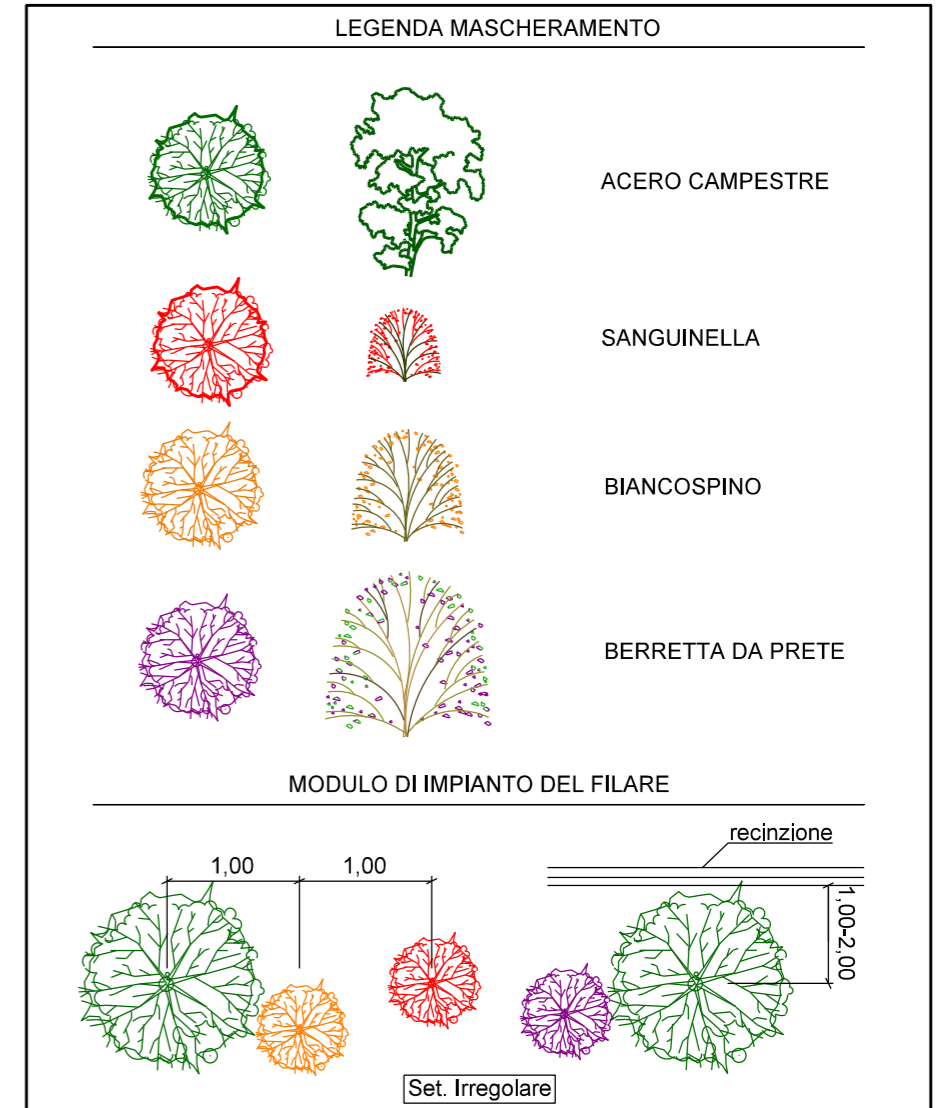 LEGENDA MASCHERAMENTO
ACERO CAMPESTRE
SANGUINELLA
BIANCOSPINO
BERRETTA DA PRETE
MODULO DI IMPIANTO DEL FILARE
recinzione
1,00
1,00
1,00-2,00
Set. Irregolare